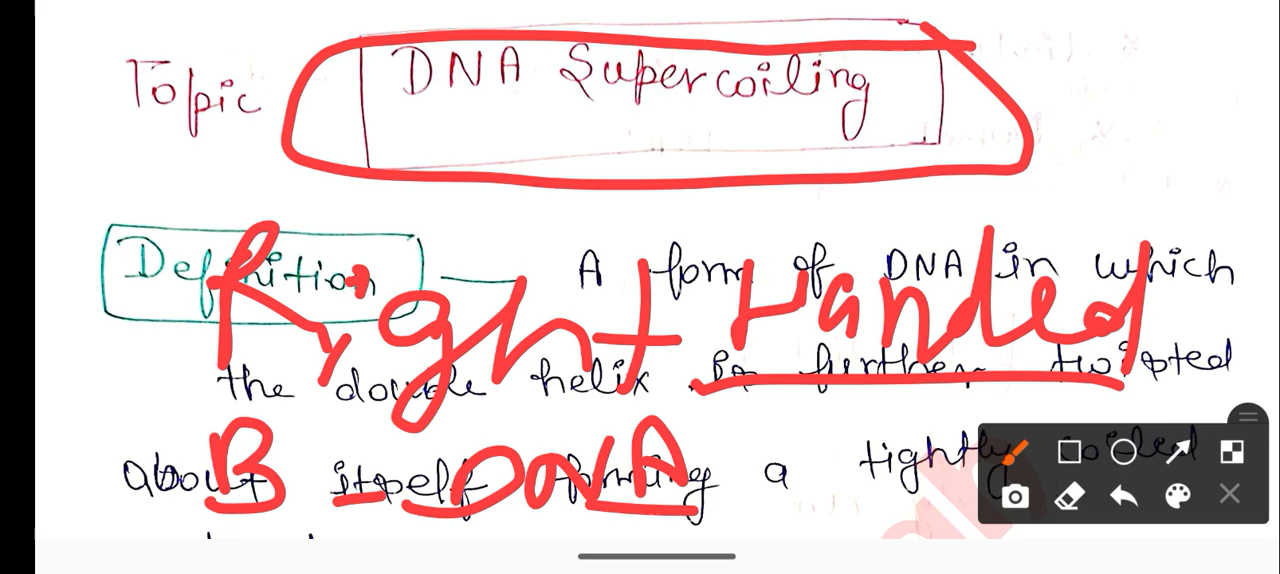 Topic DNA Supercoiling
Definition — A form of DNA in which
Right Handed
the double helix is further twisted
B - DNA
about itself forming a tightly coiled